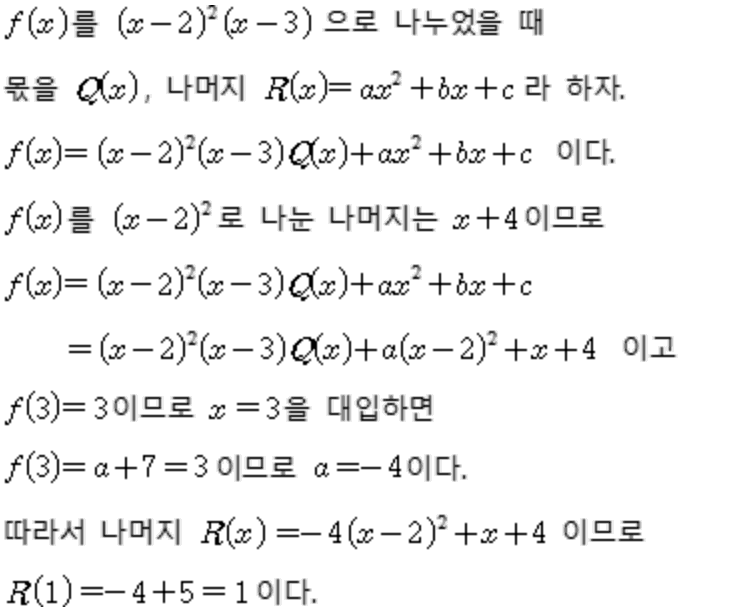 f(x)를 (x-2)²(x-3)으로 나누었을 때
몫을 Q(x), 나머지 R(x)=ax²+bx+c라 하자.
f(x)=(x-2)²(x-3)Q(x)+ax²+bx+c 이다.
f(x)를 (x-2)²로 나눈 나머지는 x+4이므로
f(x)=(x-2)²(x-3)Q(x)+ax²+bx+c
=(x-2)²(x-3)Q(x)+a(x-2)²+x+4 이고
f(3)=3이므로 x=3을 대입하면
f(3)=a+7=3이므로 a=-4이다.
따라서 나머지 R(x)=-4(x-2)²+x+4 이므로
R(1)=-4+5=1이다.